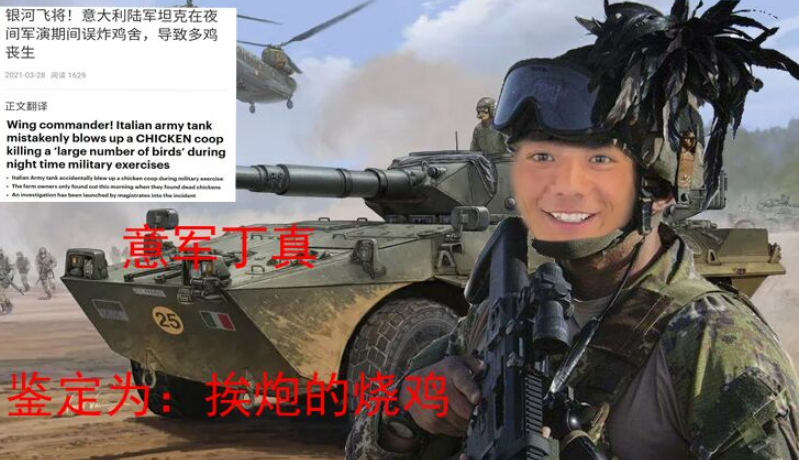 银河飞将！意大利陆军坦克在夜
间军演期间误炸鸡舍，导致多鸡
丧生
2021-03-28 阅读 1629
正文翻译
Wing commander! Italian army tank
mistakenly blows up a CHICKEN coop
killing a ‘large number of birds’ during
night time military exercises
• Italian Army tank accidentally blew up a chicken coop during military exercise
• The farm owners only found out this morning when they found dead chickens
• An investigation has been launched by magistrates into the incident
意军丁真
25
鉴定为：挨炮的烧鸡